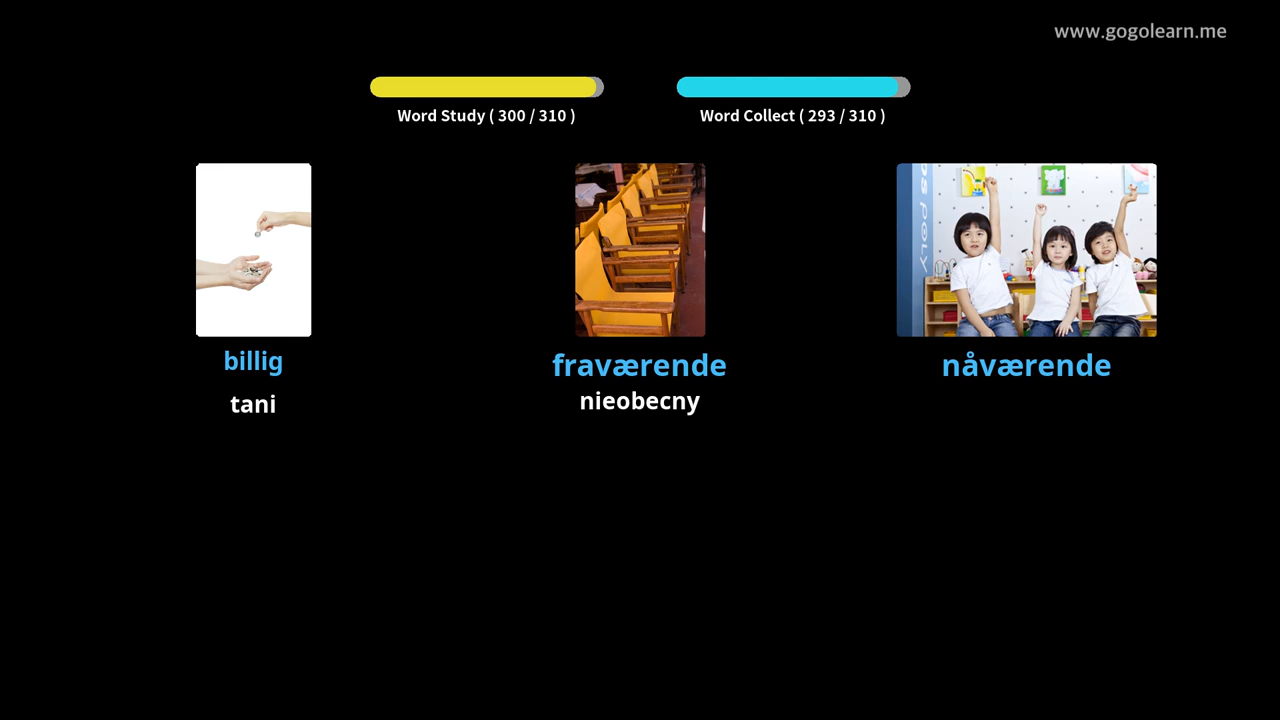 www.gogolearn.me
Word Study ( 300 / 310 )
Word Collect ( 293 / 310 )
billig
tani
fraværende
nieobecny
nåværende